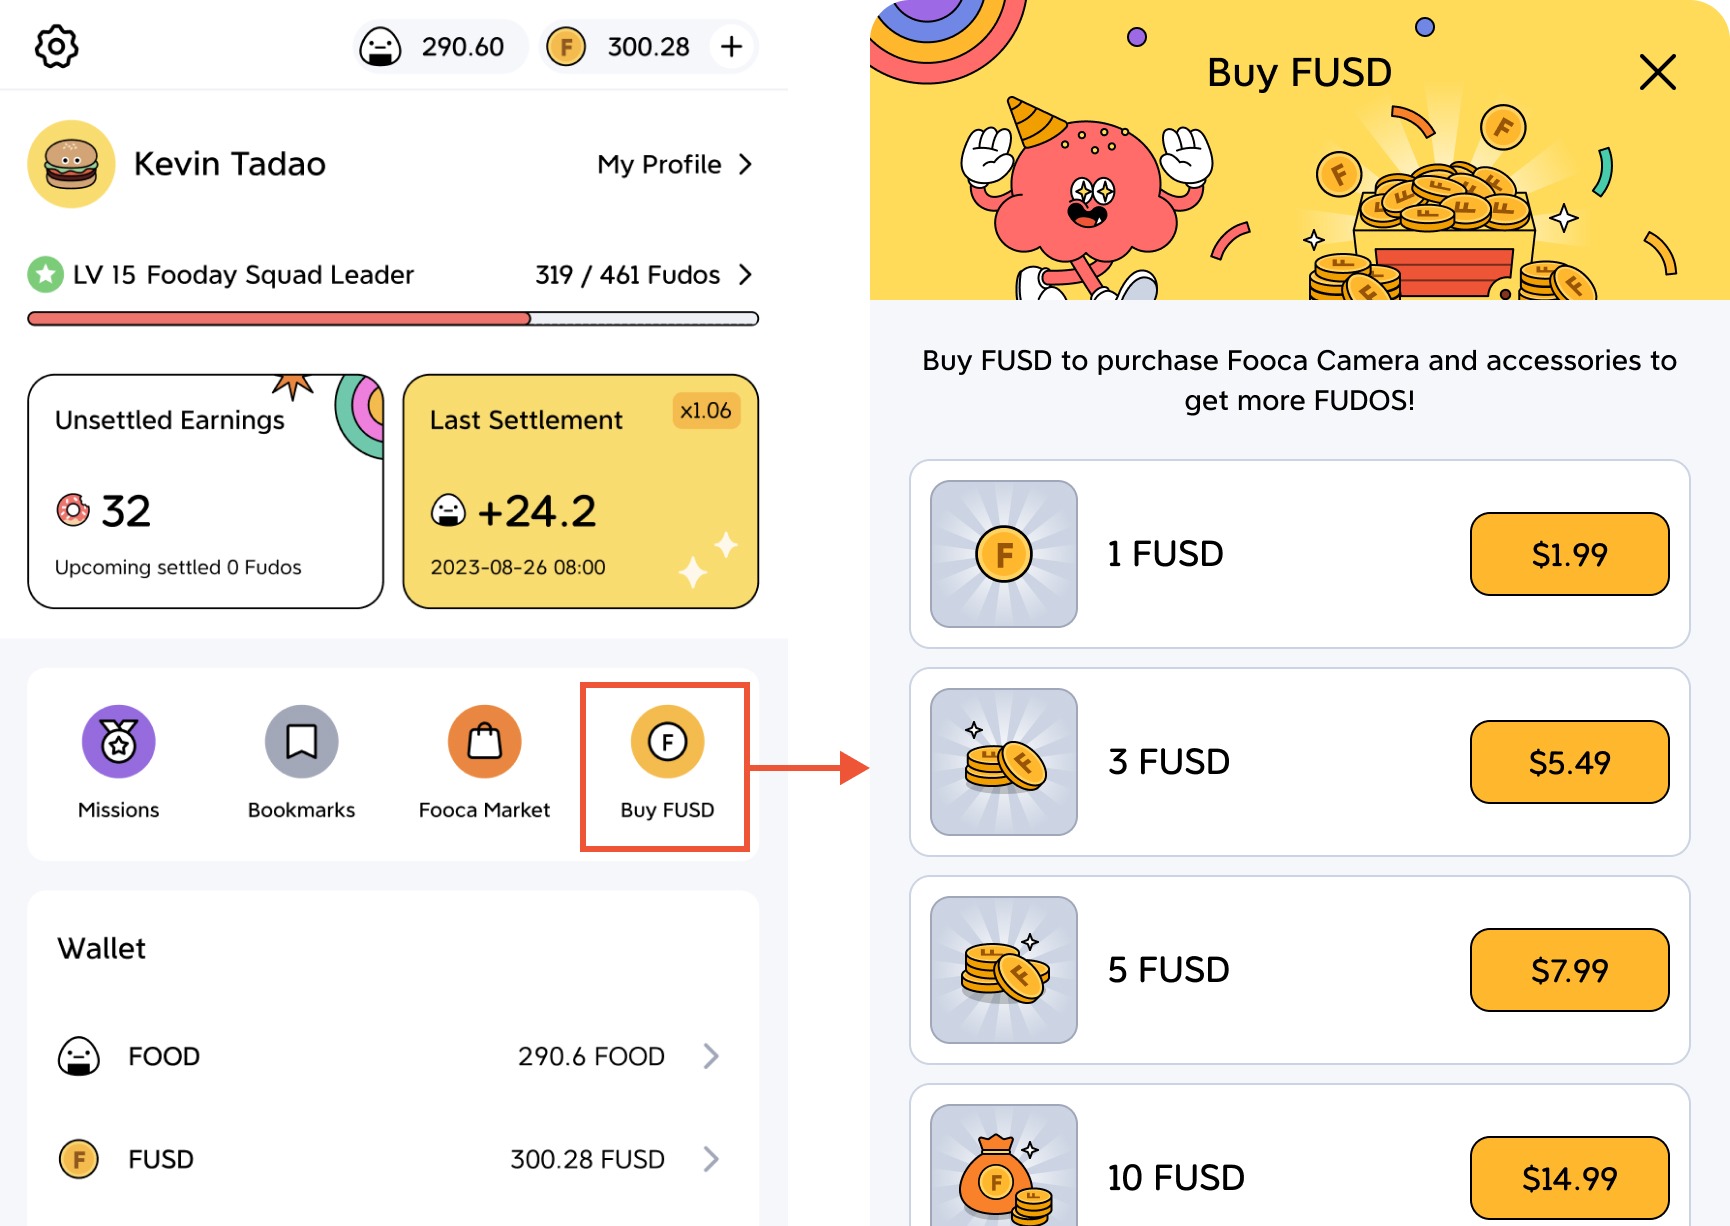 290.60
F
300.28
Kevin Tadao
My Profile
LV 15 Fooday Squad Leader
319 / 461 Fudos
Unsettled Earnings
32
Upcoming settled 0 Fudos
Last Settlement
x1.06
+24.2
2023-08-26 08:00
Missions
Bookmarks
Fooca Market
F
Buy FUSD
Wallet
FOOD
290.6 FOOD
F
FUSD
300.28 FUSD
Buy FUSD
F
F
Buy FUSD to purchase Fooca Camera and accessories to
get more FUDOS!
F
1 FUSD
$1.99
F
3 FUSD
$5.49
F
5 FUSD
$7.99
F
10 FUSD
$14.99